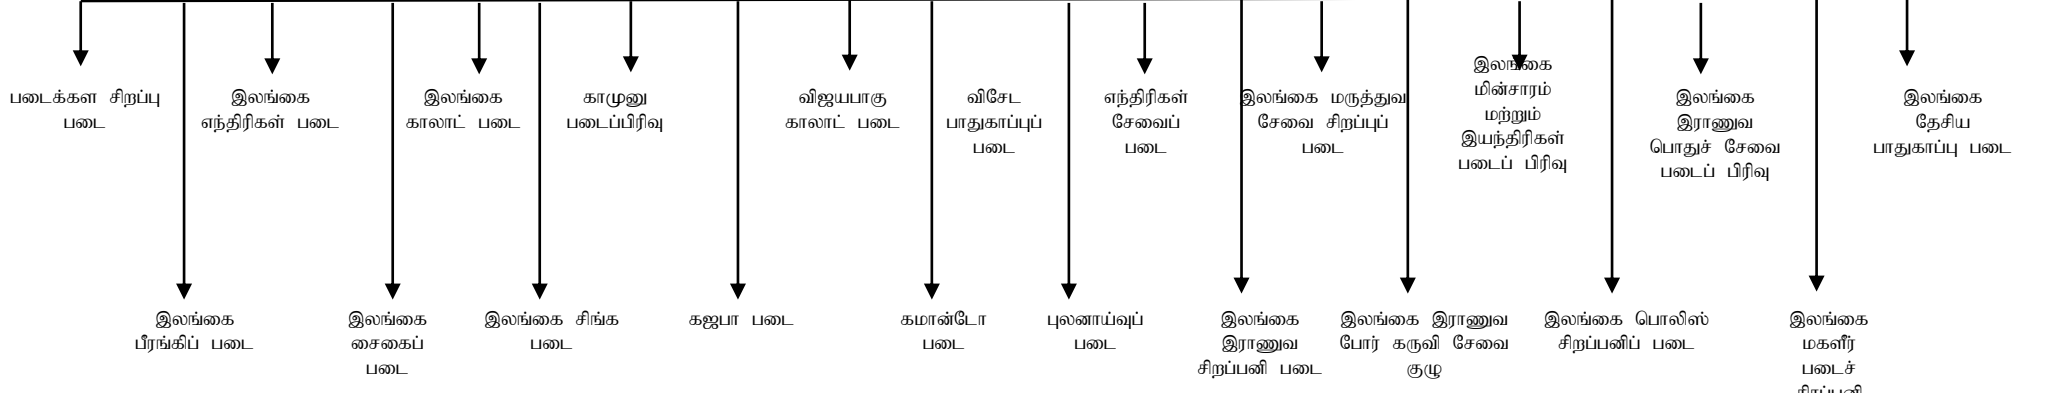 படைக்கள சிறப்பு
படை
இலங்கை
எந்திரிகள் படை
இலங்கை
காலாட் படை
காமுனு
படைப்பிரிவு
விஜயபாகு
காலாட் படை
விசேட
பாதுகாப்புப்
படை
எந்திரிகள்
சேவைப்
படை
இலங்கை மருத்துவ
சேவை சிறப்புப்
படை
இலங்கை
மின்சாரம்
மற்றும்
இயந்திரிகள்
படைப் பிரிவு
இலங்கை
இராணுவ
பொதுச் சேவை
படைப் பிரிவு
இலங்கை
தேசிய
பாதுகாப்பு படை
இலங்கை
பீரங்கிப் படை
இலங்கை
சைகைப்
படை
இலங்கை சிங்க
படை
கஜபா படை
கமான்டோ
படை
புலனாய்வுப்
படை
இலங்கை
இராணுவ
சிறப்பனி படை
இலங்கை இராணுவ
போர் கருவி சேவை
குழு
இலங்கை பொலிஸ்
சிறப்பனிப் படை
இலங்கை
மகளீர்
படைச்